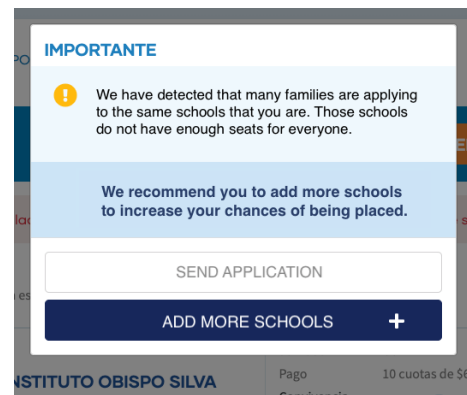 PO
IMPORTANTE
We have detected that many families are applying
to the same schools that you are. Those schools
do not have enough seats for everyone.
We recommend you to add more schools
to increase your chances of being placed.
SEND APPLICATION
ADD MORE SCHOOLS +
NSTITUTO OBISPO SILVA
Pago
10 cuotas de $6